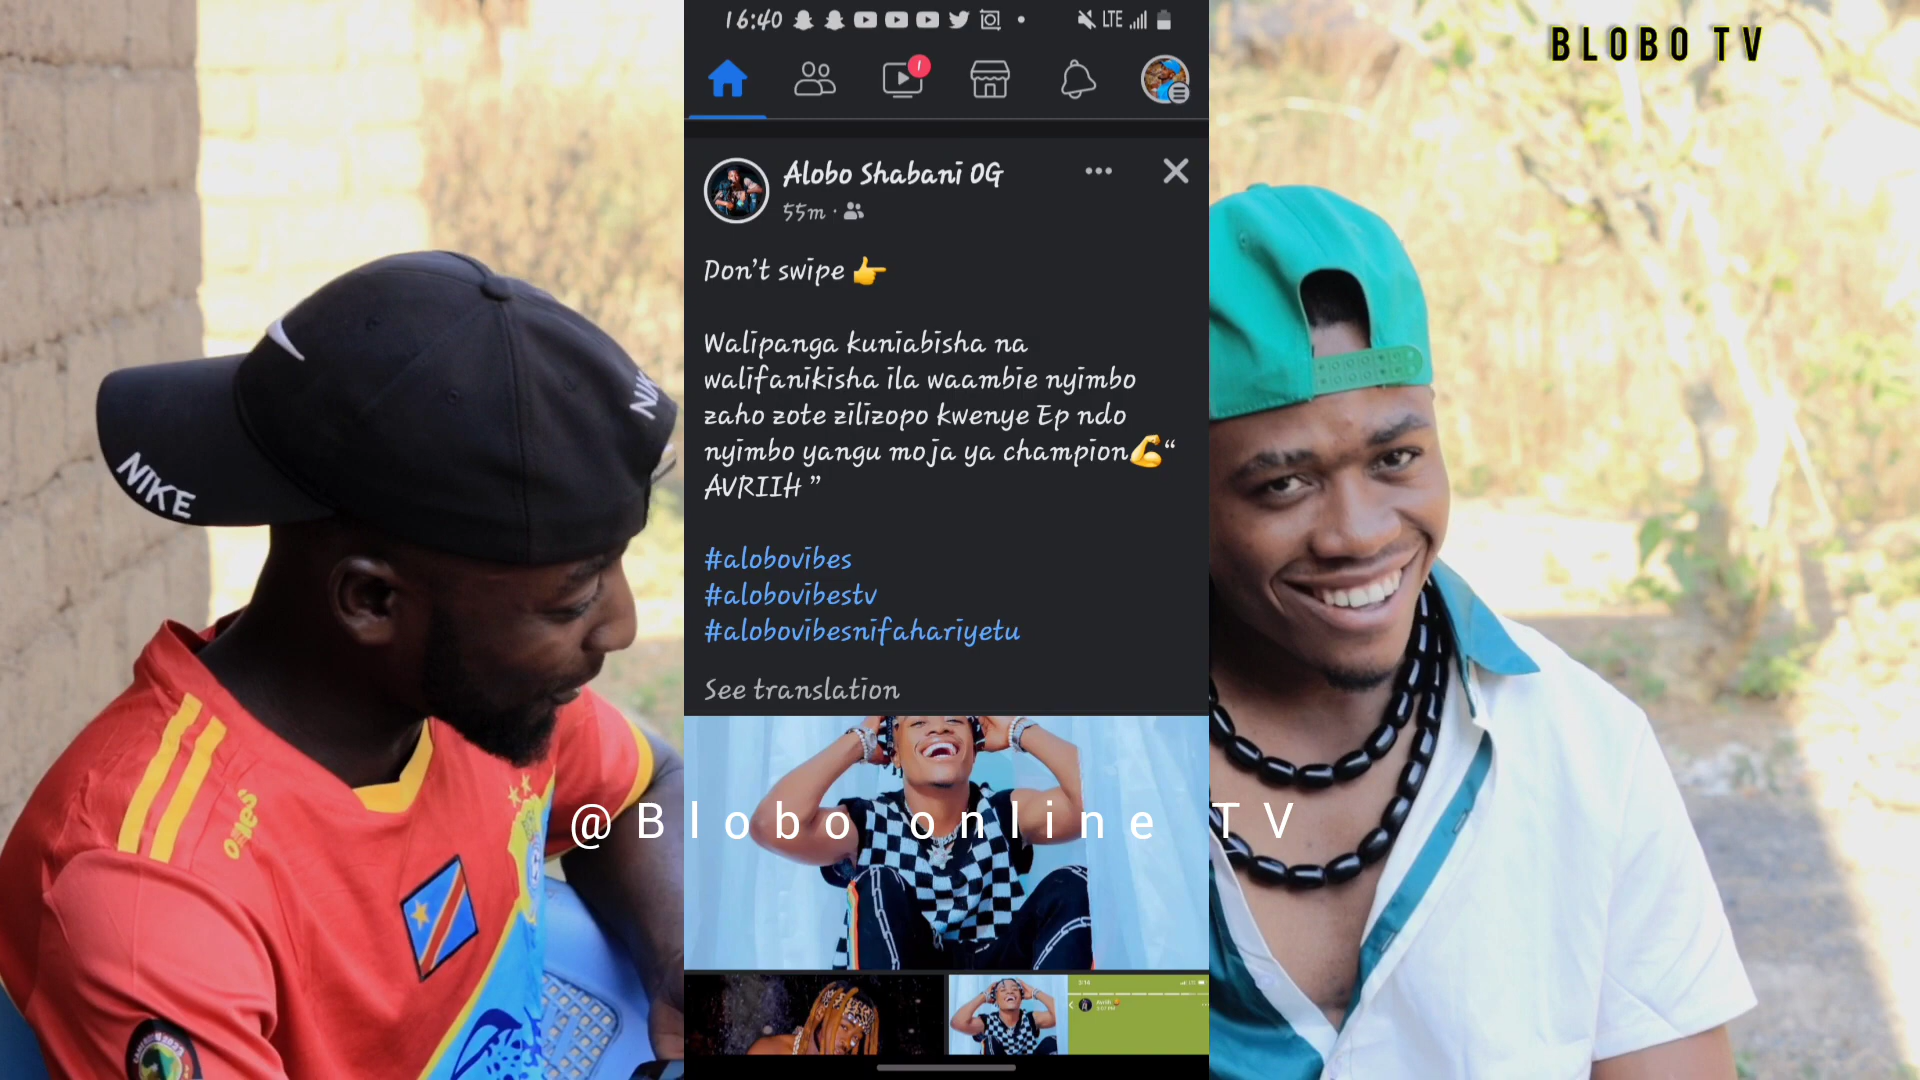 16:40
LTE
BLOBO TV
Alobo Shabani OG
55m
Don't swipe 👉
Walipanga kuniabisha na
walifanikisha ila waambie nyimbo
zaho zote zilizopo kwenye Ep ndo
nyimbo yangu moja ya champion💪“
AVRIIH ”
#alobovibes
#alobovibestv
#alobovibesnifahariyetu
See translation
NIKE
@Blobo online TV
3:14